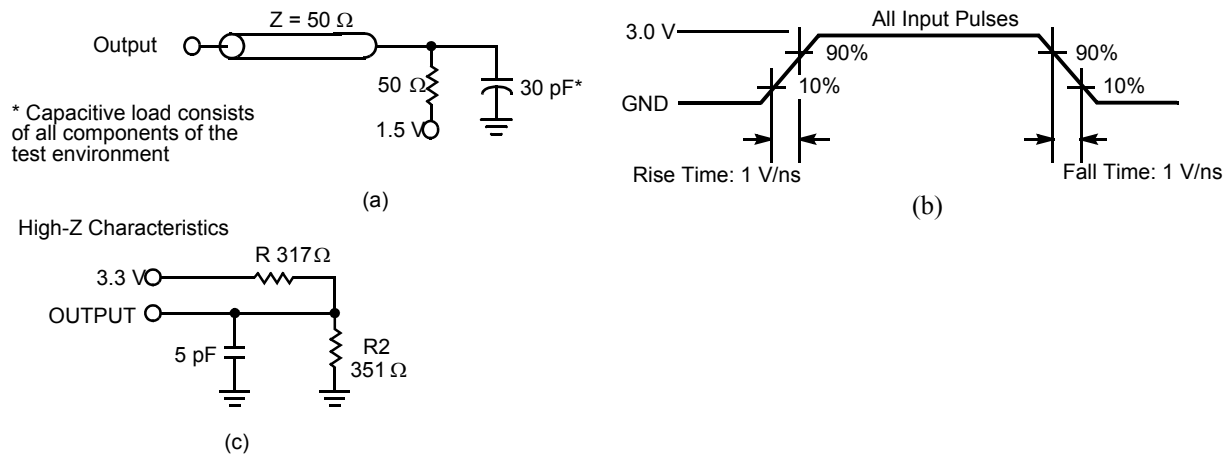 Z = 50 Ω
Output
50 Ω
30 pF*
1.5 V
* Capacitive load consists
of all components of the
test environment
(a)
All Input Pulses
3.0 V
90%
10%
GND
90%
10%
Rise Time: 1 V/ns
Fall Time: 1 V/ns
(b)
High-Z Characteristics
R 317Ω
3.3 V
OUTPUT
5 pF
R2
351 Ω
(c)